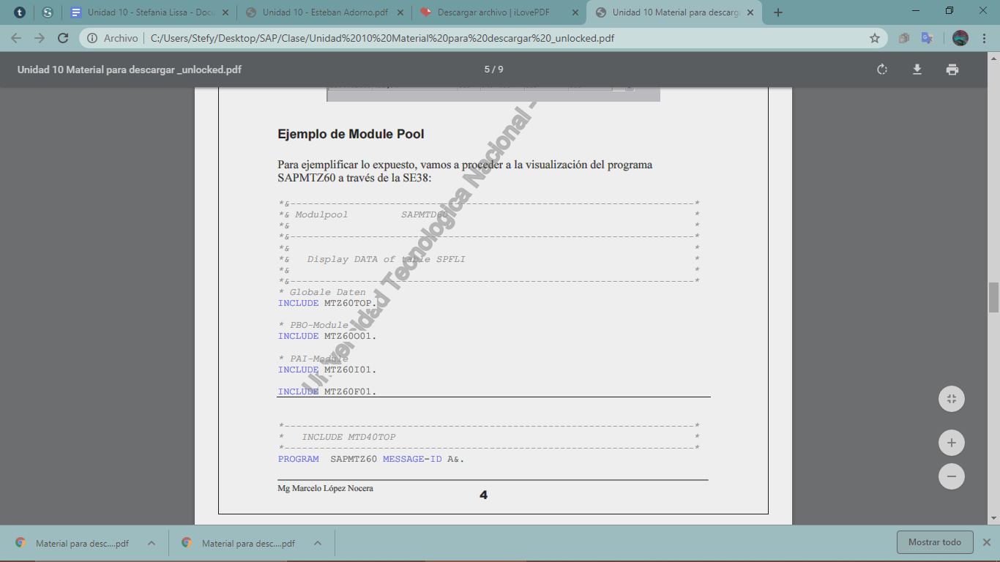 Unidad 10 - Stefania Lissa - Docu
Unidad 10 - Esteban Adorno.pdf
Descargar archivo | iLovePDF
Unidad 10 Material para descarg
Archivo
C:/Users/Stefy/Desktop/SAP/Clase/Unidad%2010%20Material%20para%20descargar%20_unlocked.pdf
Unidad 10 Material para descargar _unlocked.pdf
5 / 9
Ejemplo de Module Pool
Para ejemplificar lo expuesto, vamos a proceder a la visualización del programa
SAPMTZ60 a través de la SE38:
*&---------------------------------------------------------------------*
*& Modulpool         SAPMTD60                                          *
*&                                                                     *
*&---------------------------------------------------------------------*
*&                                                                     *
*&   Display DATA of table SPFLI                                       *
*&                                                                     *
*&---------------------------------------------------------------------*
* Globale Daten
INCLUDE MTZ60TOP.
* PBO-Module
INCLUDE MTZ60O01.
* PAI-Module
INCLUDE MTZ60I01.
INCLUDE MTZ60F01.
*----------------------------------------------------------------------*
*   INCLUDE MTD40TOP                                                   *
*----------------------------------------------------------------------*
PROGRAM  SAPMTZ60 MESSAGE-ID A&.
Universidad Tecnologica Nacional -
Mg Marcelo López Nocera
4
Material para desc....pdf
Material para desc....pdf
Mostrar todo